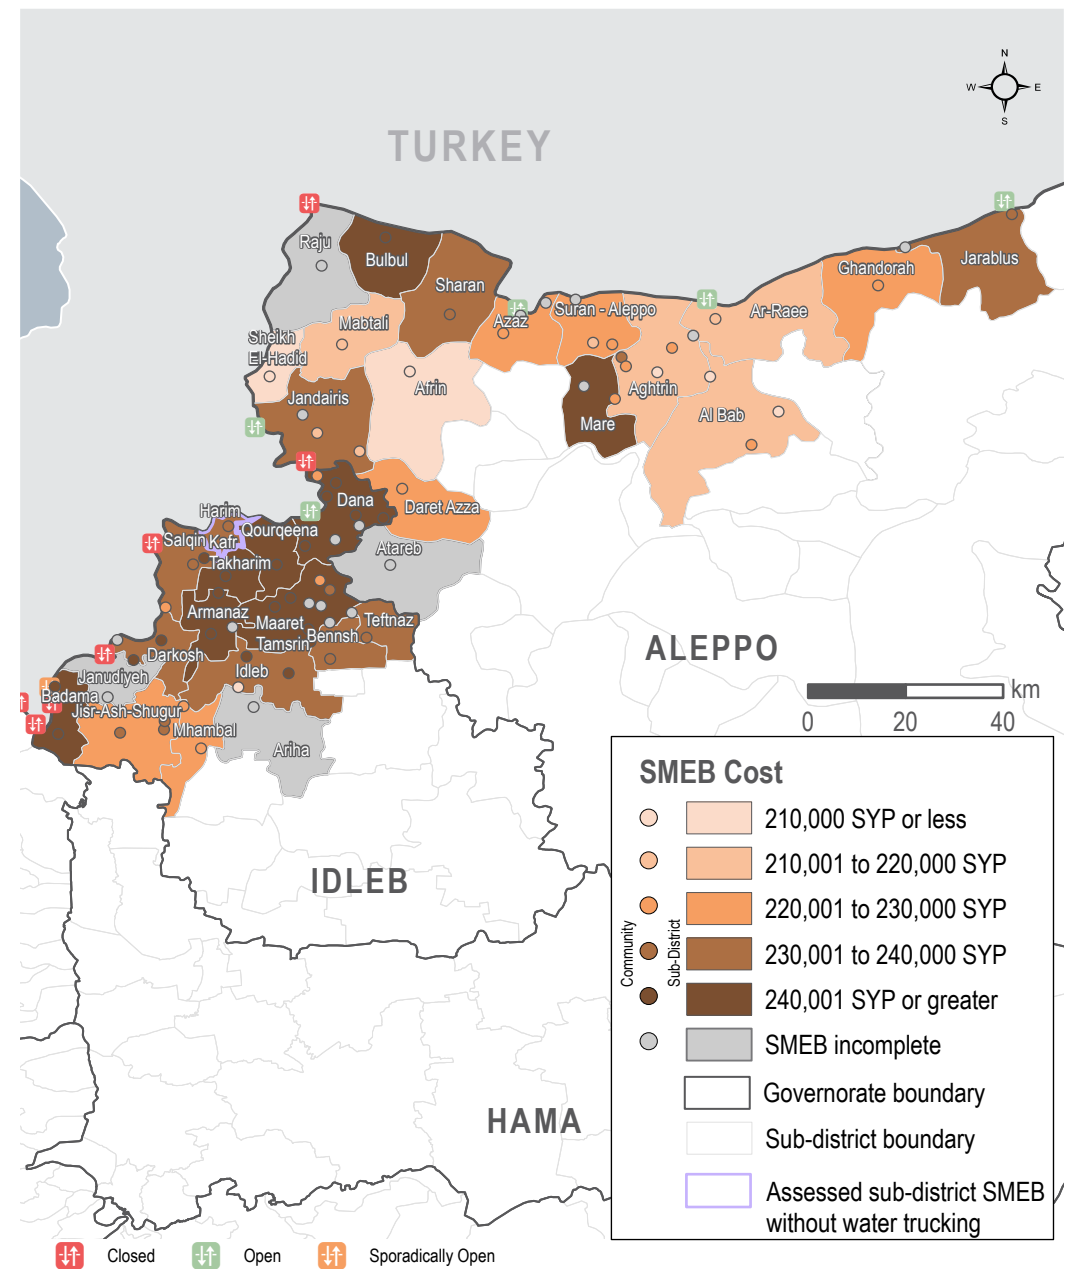 N
W E
S
TURKEY
Raju
Bulbul
Sharan
Ghandorah
Jarablus
Mabtali
Azaz
Suran - Aleppo
Ar-Raee
Sheikh
El-Hadid
Afrin
Aghtrin
Jandairis
Mare
Al Bab
Dana
Daret Azza
Harim
Qourqeena
Salqin
Kafr
Takharim
Atareb
Armanaz
Maaret
Tamsrin
Bennsh
Teftnaz
Darkosh
Idleb
Janudiyeh
Badama
Jisr-Ash-Shugur
Mhambal
Ariha
ALEPPO
km
0 20 40
IDLEB
HAMA
SMEB Cost
Community
Sub-District
210,000 SYP or less
210,001 to 220,000 SYP
220,001 to 230,000 SYP
230,001 to 240,000 SYP
240,001 SYP or greater
SMEB incomplete
Governorate boundary
Sub-district boundary
Assessed sub-district SMEB
without water trucking
Closed Open Sporadically Open